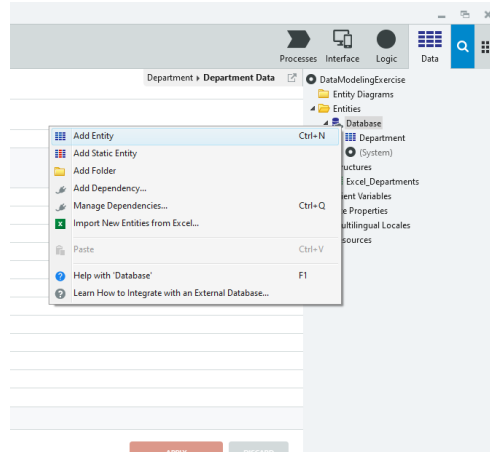 Processes Interface Logic Data
Department ▸ Department Data
DataModelingExercise
Entity Diagrams
Entities
Database
Department
(System)
uctures
Excel_Departments
ient Variables
e Properties
ultilingual Locales
sources
Add Entity Ctrl+N
Add Static Entity
Add Folder
Add Dependency...
Manage Dependencies... Ctrl+Q
Import New Entities from Excel...
Paste Ctrl+V
Help with 'Database' F1
Learn How to Integrate with an External Database...